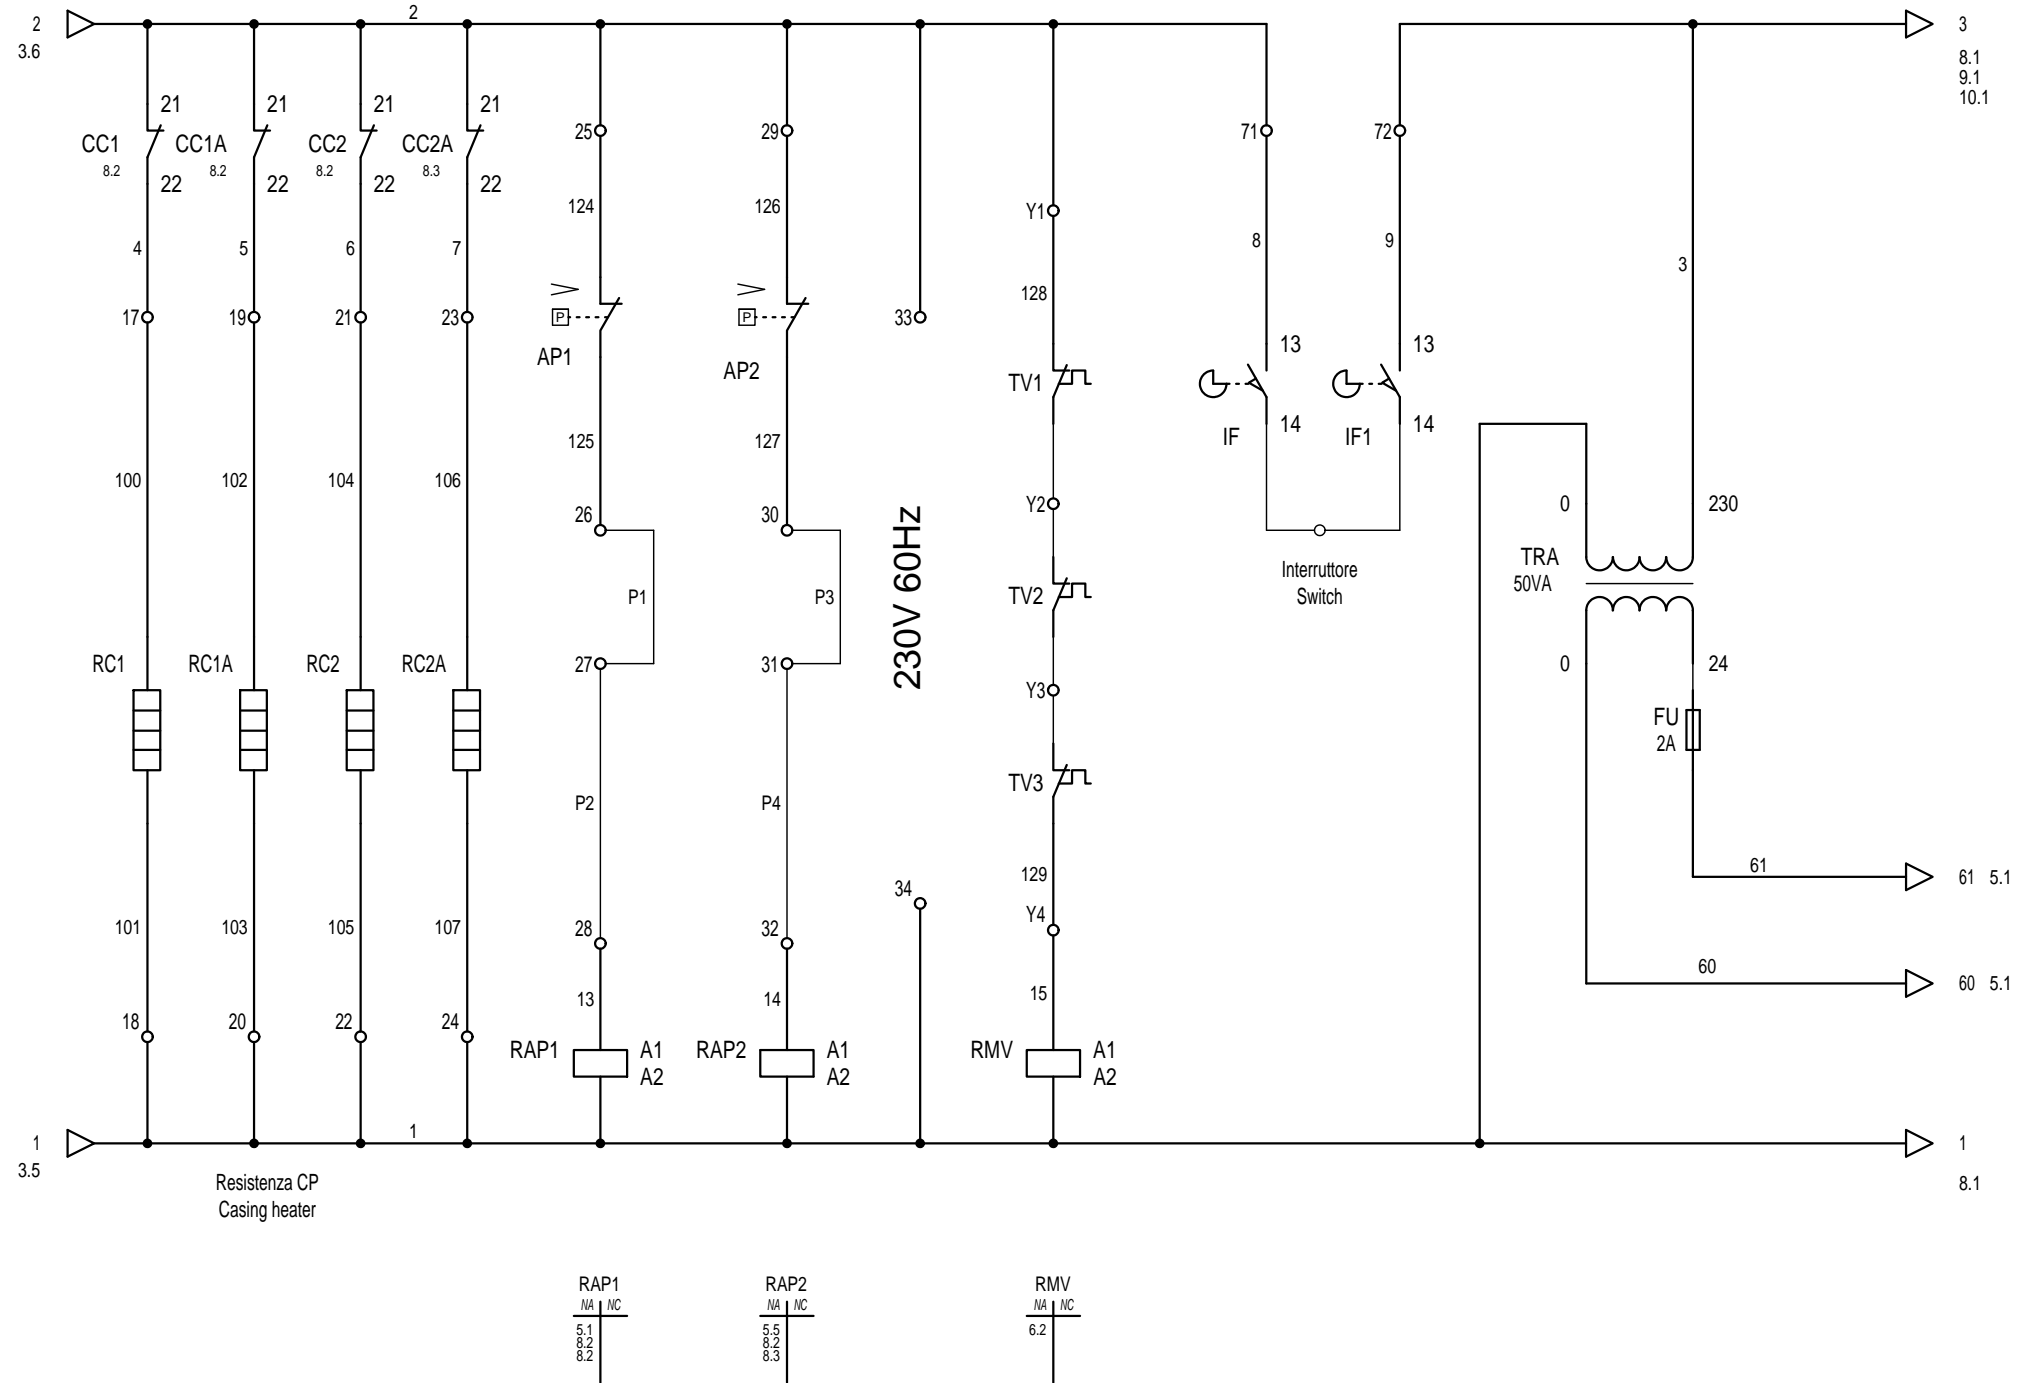 2
2
3
3.6
8.1
9.1
10.1
21
21
21
21
CC1
CC1A
CC2
CC2A
8.2
8.2
8.2
8.3
22
22
22
22
25
29
71
72
124
126
Y1
4
5
6
7
8
9
3
128
17
19
21
23
P
P
33
AP1
AP2
13
13
TV1
14
14
IF
IF1
125
127
100
102
104
106
26
30
Y2
0
230
230V 60Hz
Interruttore
Switch
TRA
50VA
P1
P3
TV2
RC1
RC1A
RC2
RC2A
27
31
Y3
0
24
FU
2A
TV3
P2
P4
129
34
61
61 5.1
Y4
101
103
105
107
28
32
60
60 5.1
13
14
15
18
20
22
24
RAP1
A1
A2
RAP2
A1
A2
RMV
A1
A2
1
1
1
3.5
8.1
Resistenza CP
Casing heater
RAP1
NA NC
5.1
8.2
8.2
RAP2
NA NC
5.5
8.2
8.3
RMV
NA NC
6.2